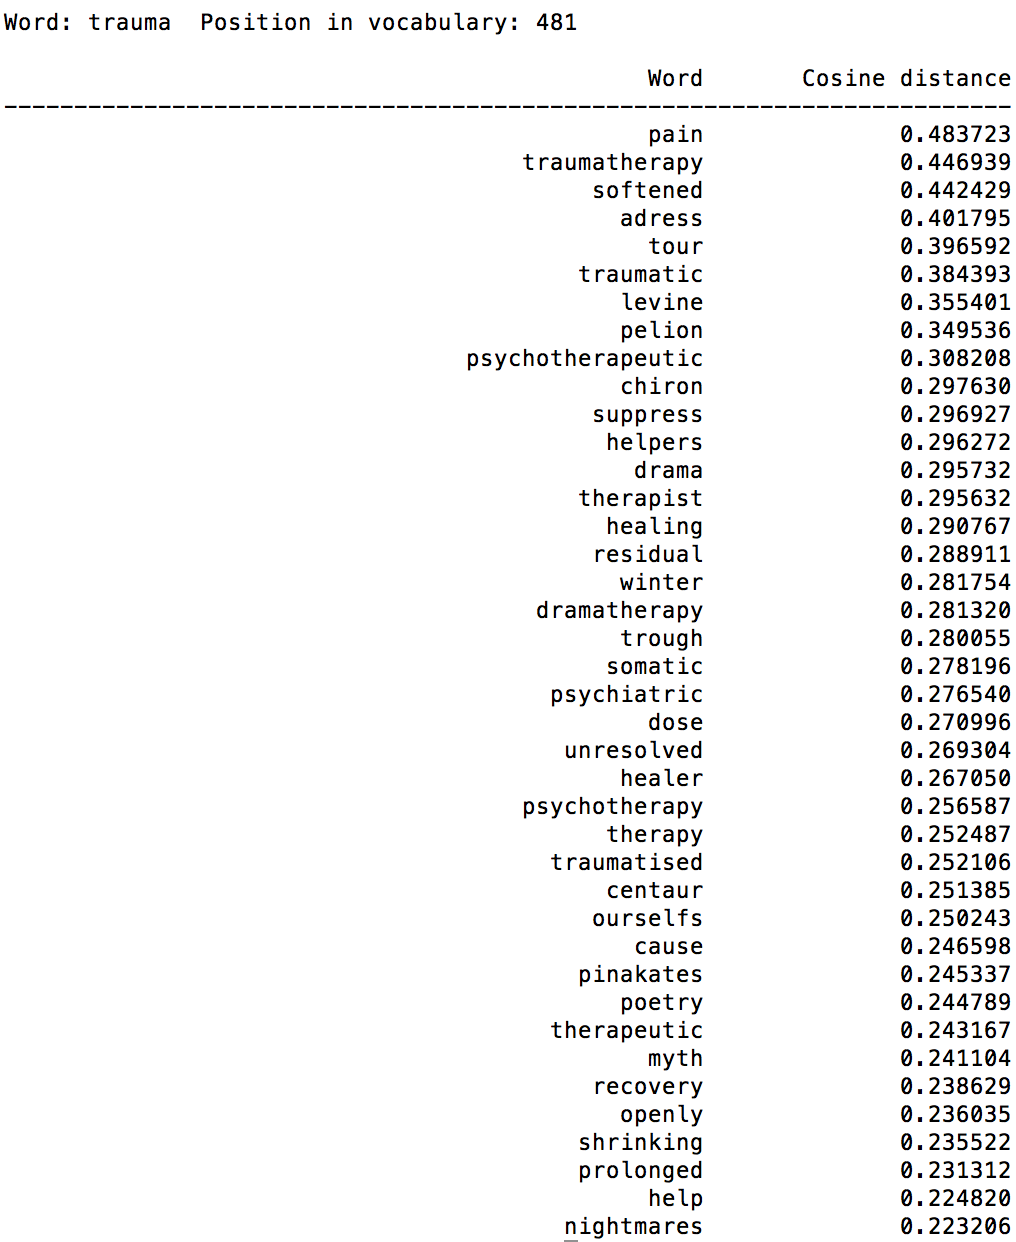 Word: trauma  Position in vocabulary: 481
Word Cosine distance
------------------------------------------------------------------------
pain 0.483723
traumatherapy 0.446939
softened 0.442429
adress 0.401795
tour 0.396592
traumatic 0.384393
levine 0.355401
pelion 0.349536
psychotherapeutic 0.308208
chiron 0.297630
suppress 0.296927
helpers 0.296272
drama 0.295732
therapist 0.295632
healing 0.290767
residual 0.288911
winter 0.281754
dramatherapy 0.281320
trough 0.280055
somatic 0.278196
psychiatric 0.276540
dose 0.270996
unresolved 0.269304
healer 0.267050
psychotherapy 0.256587
therapy 0.252487
traumatised 0.252106
centaur 0.251385
ourselfs 0.250243
cause 0.246598
pinakates 0.245337
poetry 0.244789
therapeutic 0.243167
myth 0.241104
recovery 0.238629
openly 0.236035
shrinking 0.235522
prolonged 0.231312
help 0.224820
nightmares 0.223206